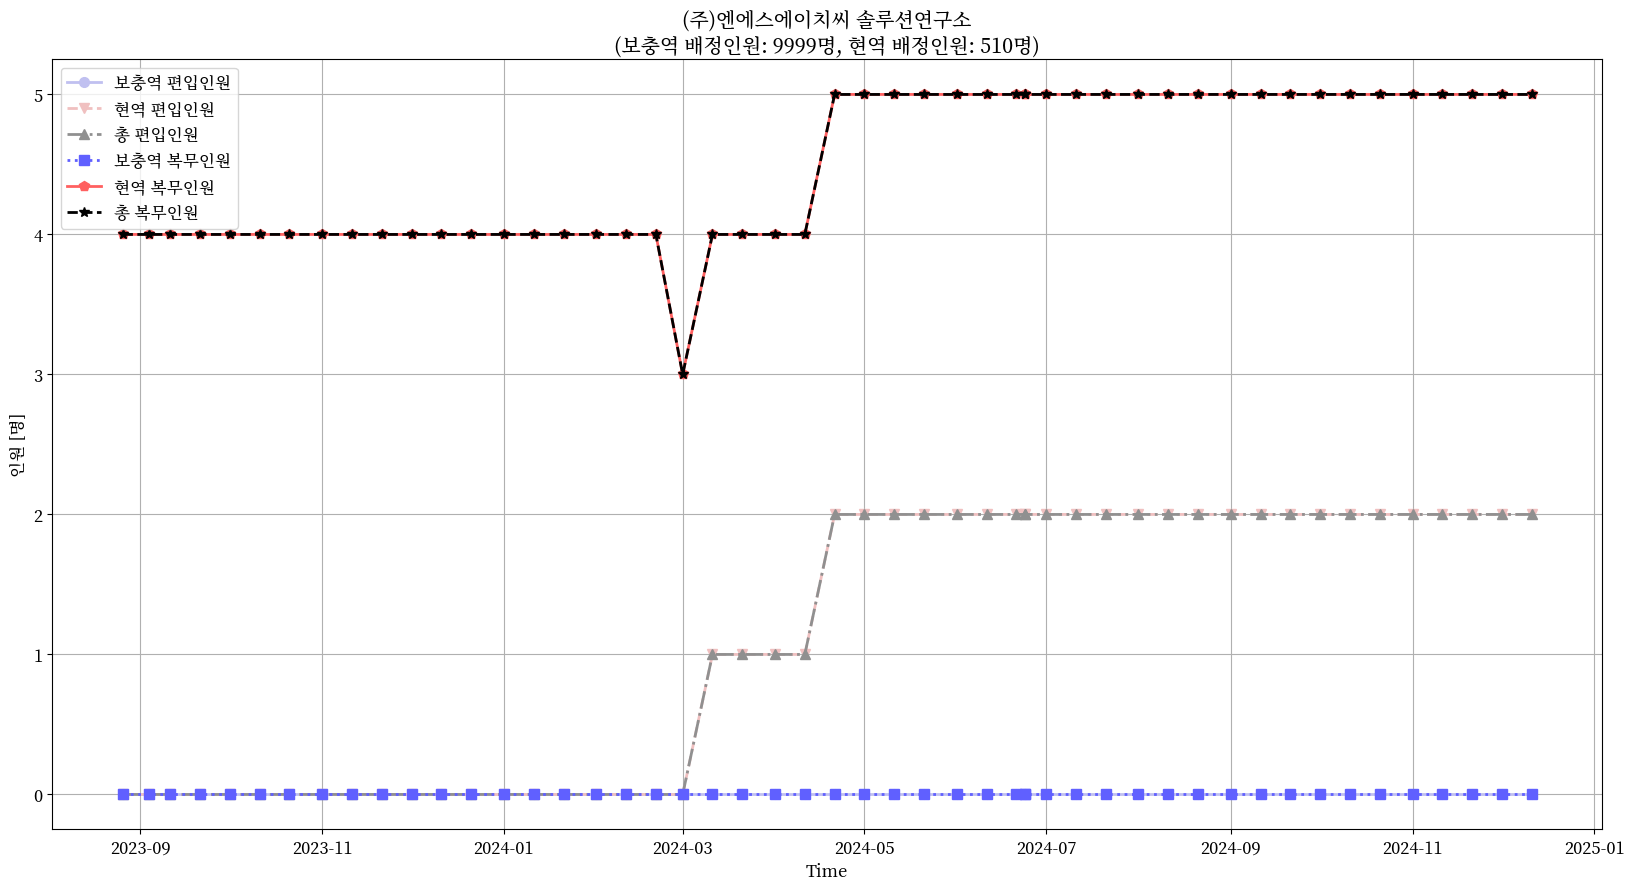 (주)엔에스에이치씨 솔루션연구소
(보충역 배정인원: 9999명, 현역 배정인원: 510명)
보충역 편입인원
현역 편입인원
총 편입인원
보충역 복무인원
현역 복무인원
총 복무인원
5
4
3
2
1
0
인원 [명]
2023-09
2023-11
2024-01
2024-03
2024-05
2024-07
2024-09
2024-11
2025-01
Time